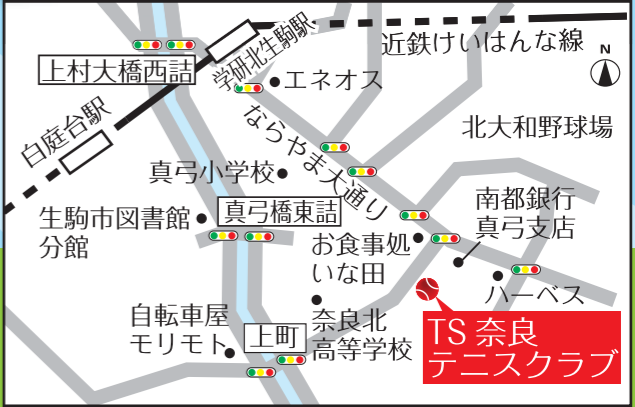 学研北生駒駅
近鉄けいはんな線
N
上村大橋西詰
エネオス
白庭台駅
ならやま大通り
北大和野球場
真弓小学校
南都銀行
真弓支店
生駒市図書館
分館
真弓橋東詰
お食事処
いな田
ハーベス
自転車屋
モリモト
上町
奈良北
高等学校
TS奈良
テニスクラブ